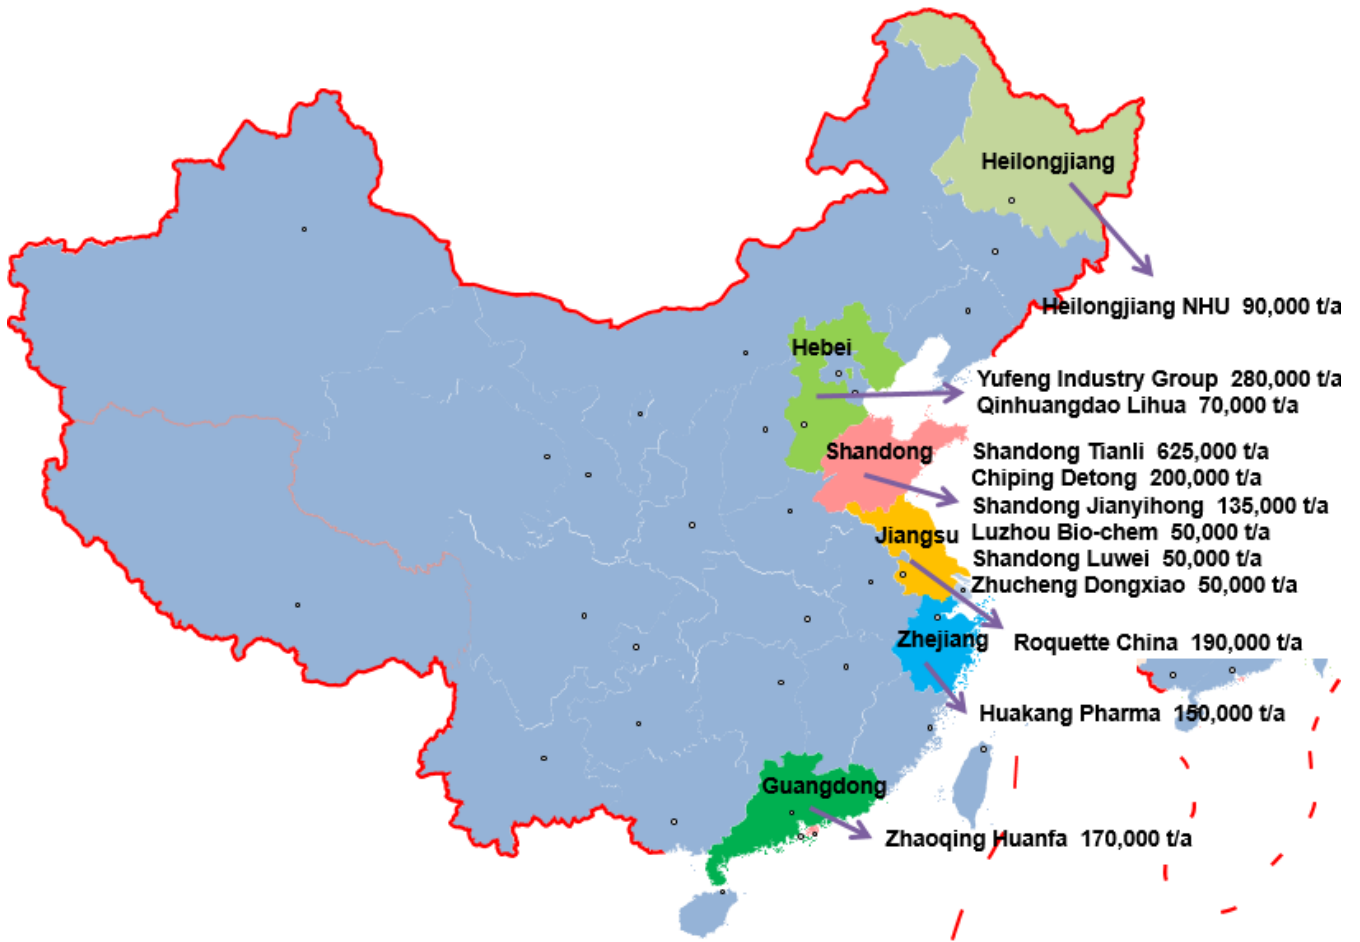 Heilongjiang
Heilongjiang NHU 90,000 t/a
Hebei
Yufeng Industry Group 280,000 t/a
Qinhuangdao Lihua 70,000 t/a
Shandong
Shandong Tianli 625,000 t/a
Chiping Detong 200,000 t/a
Shandong Jianyihong 135,000 t/a
Luzhou Bio-chem 50,000 t/a
Shandong Luwei 50,000 t/a
Zhucheng Dongxiao 50,000 t/a
Jiangsu
Roquette China 190,000 t/a
Zhejiang
Huakang Pharma 150,000 t/a
Guangdong
Zhaoqing Huanfa 170,000 t/a